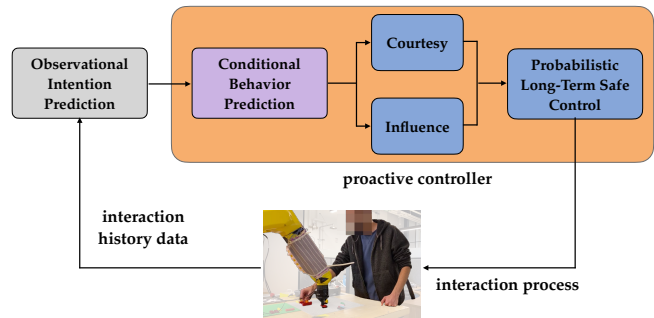 Observational
Intention
Prediction
Conditional
Behavior
Prediction
Courtesy
Influence
Probabilistic
Long-Term Safe
Control
proactive controller
interaction
history data
interaction process